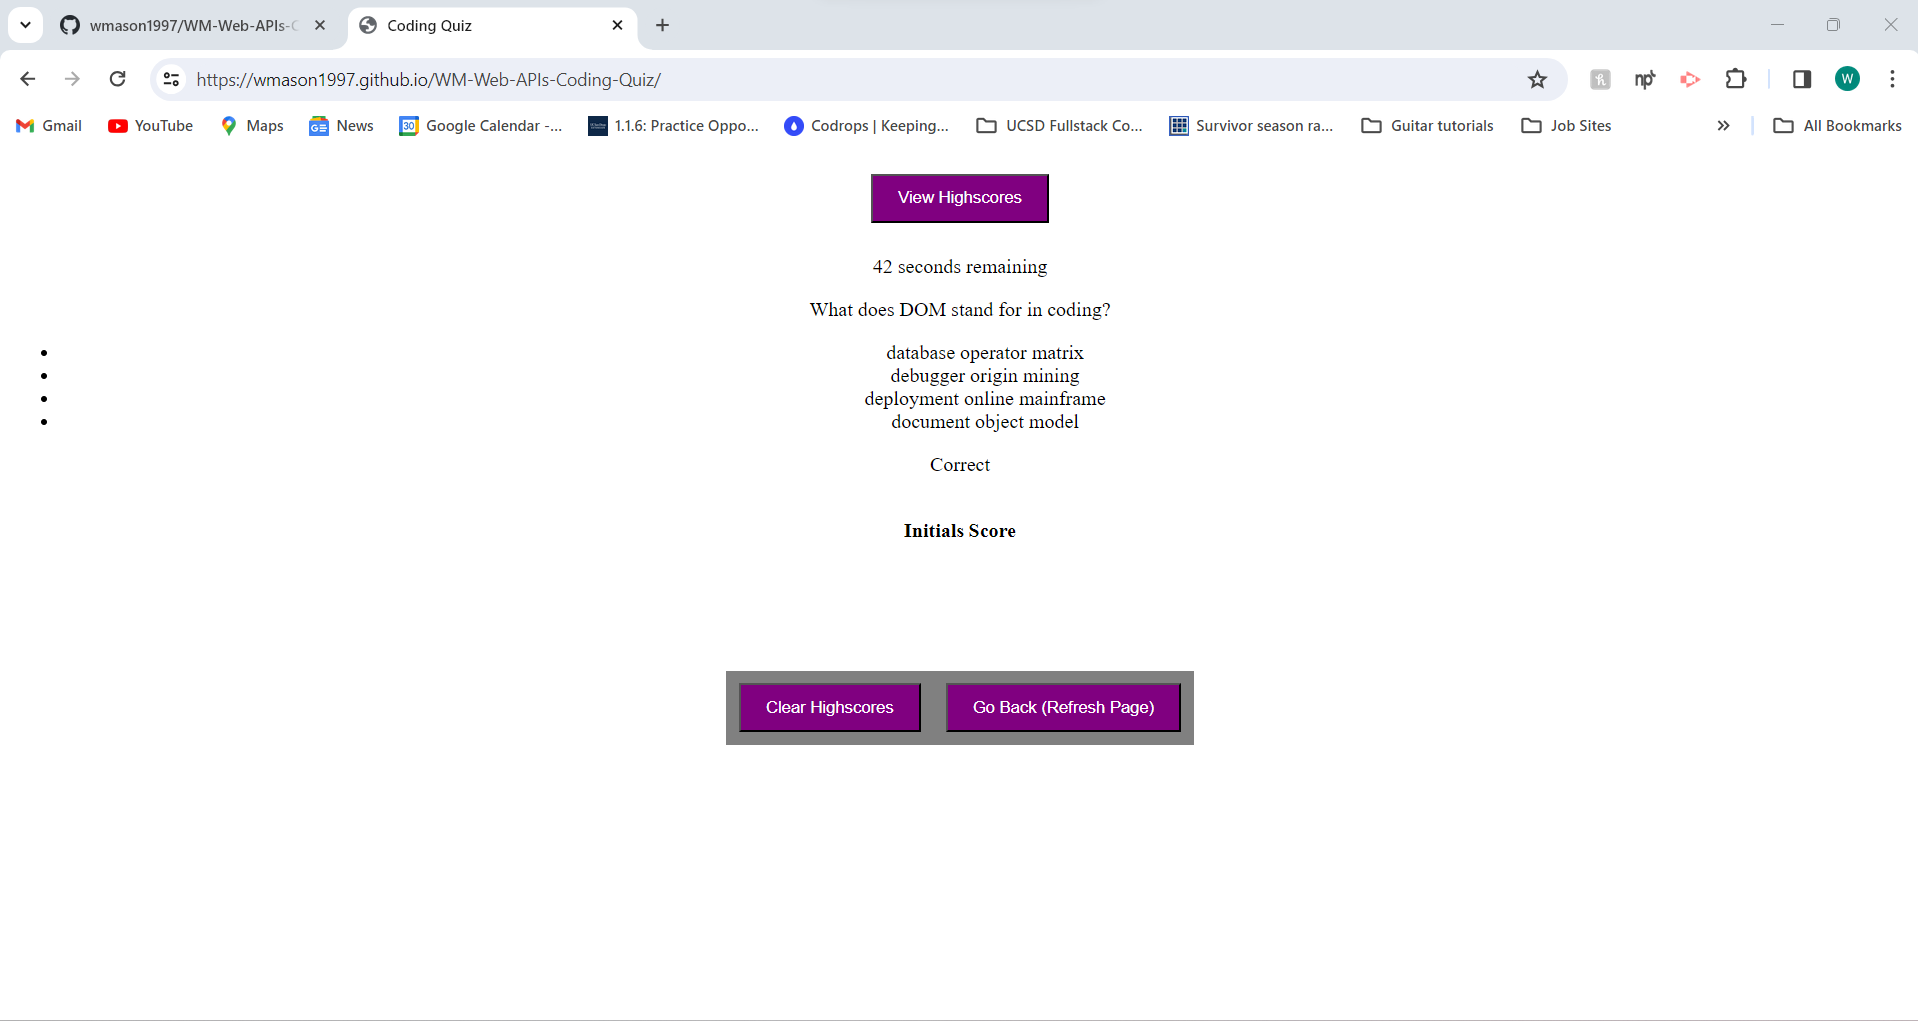 wmason1997/WM-Web-APIs-C
Coding Quiz
https://wmason1997.github.io/WM-Web-APIs-Coding-Quiz/
W
Gmail YouTube Maps News Google Calendar -... 1.1.6: Practice Oppo... Codrops | Keeping... UCSD Fullstack Co... Survivor season ra... Guitar tutorials Job Sites » All Bookmarks
View Highscores
42 seconds remaining
What does DOM stand for in coding?
database operator matrix
debugger origin mining
deployment online mainframe
document object model
Correct
Initials Score
Clear Highscores Go Back (Refresh Page)